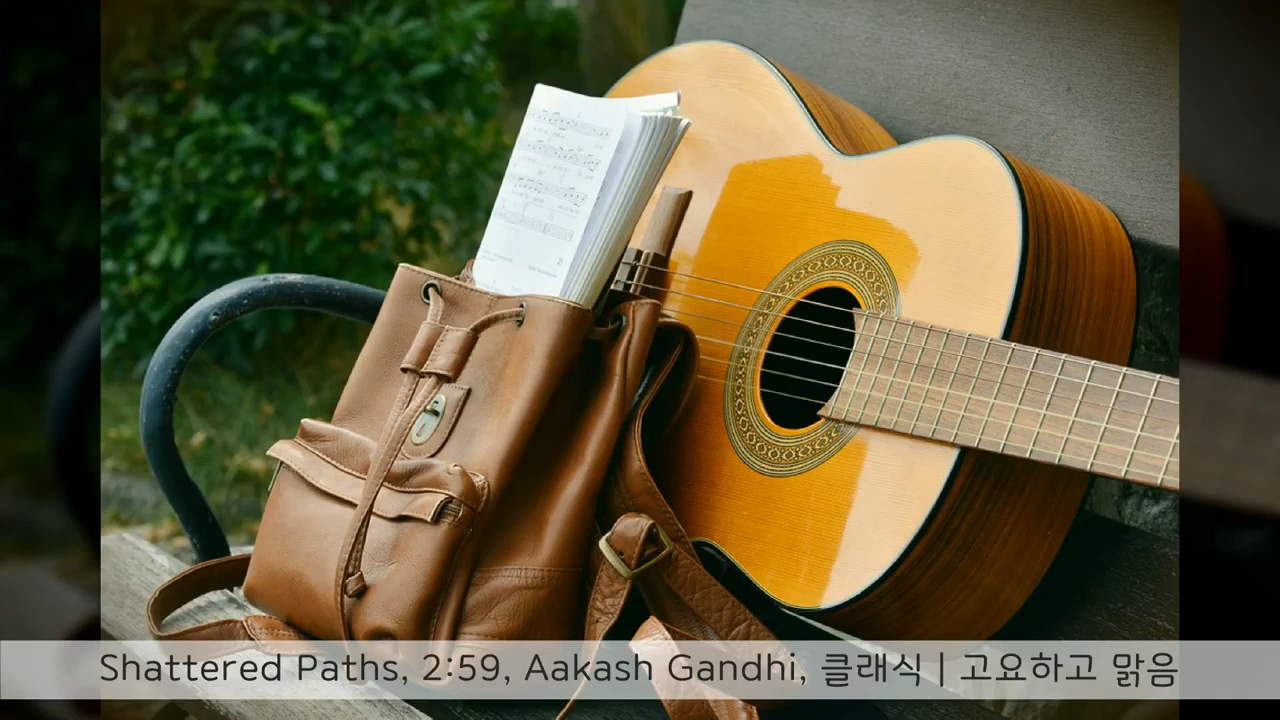 Shattered Paths, 2:59, Aakash Gandhi, 클래식 | 고요하고 맑음